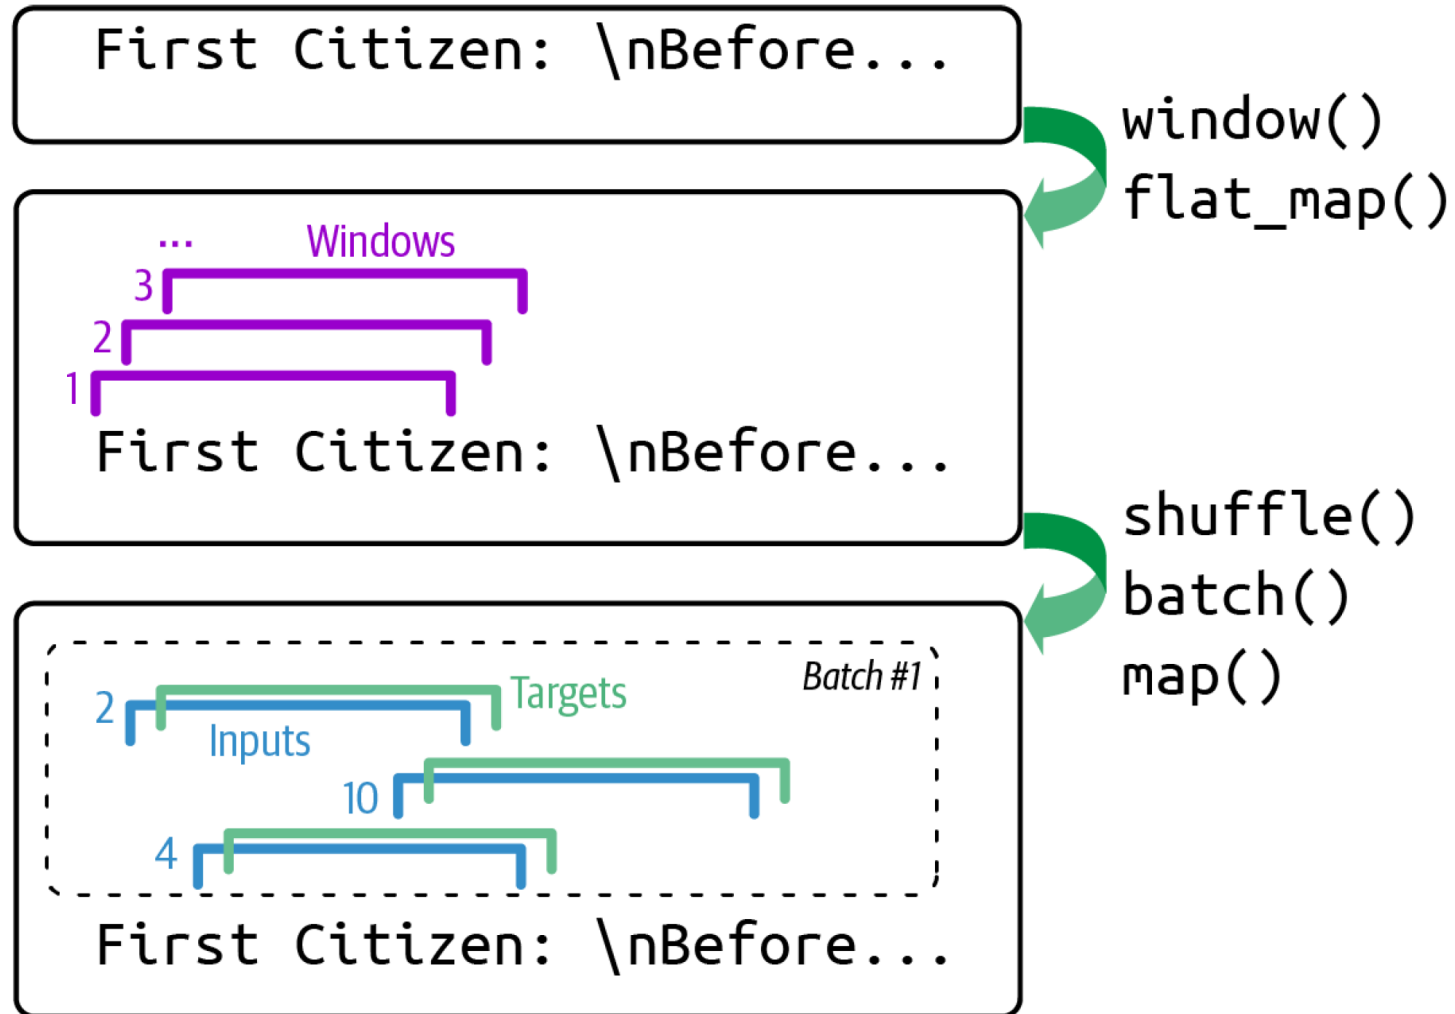 First Citizen: \nBefore...
window()
flat_map()
... Windows
3
2
1
First Citizen: \nBefore...
shuffle()
batch()
map()
Batch #1
2 Targets
Inputs
10
4
First Citizen: \nBefore...